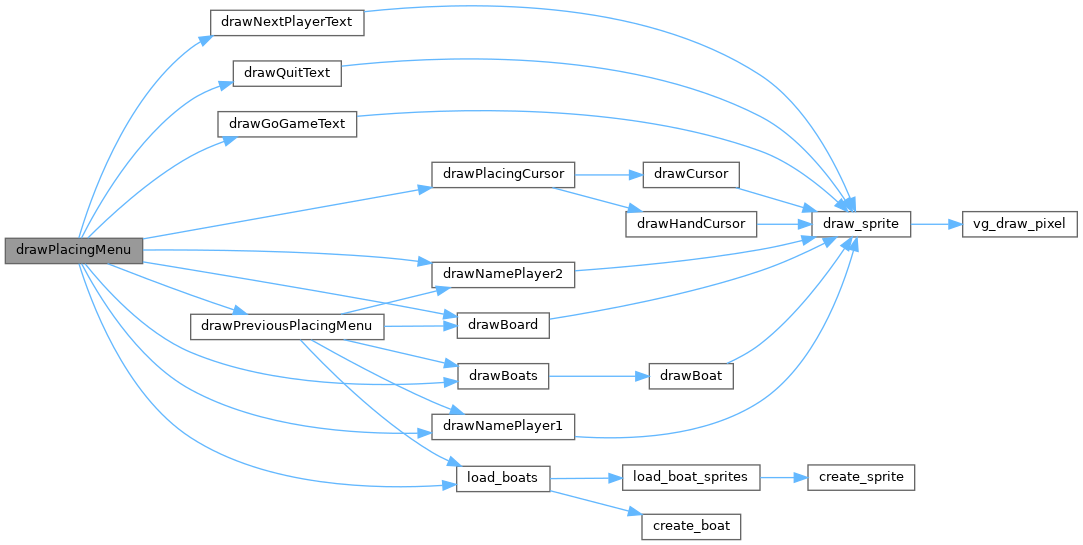 drawNextPlayerText
drawQuitText
drawGoGameText
drawPlacingCursor
drawCursor
drawHandCursor
draw_sprite
vg_draw_pixel
drawPlacingMenu
drawNamePlayer2
drawPreviousPlacingMenu
drawBoard
drawBoats
drawBoat
drawNamePlayer1
load_boats
load_boat_sprites
create_sprite
create_boat